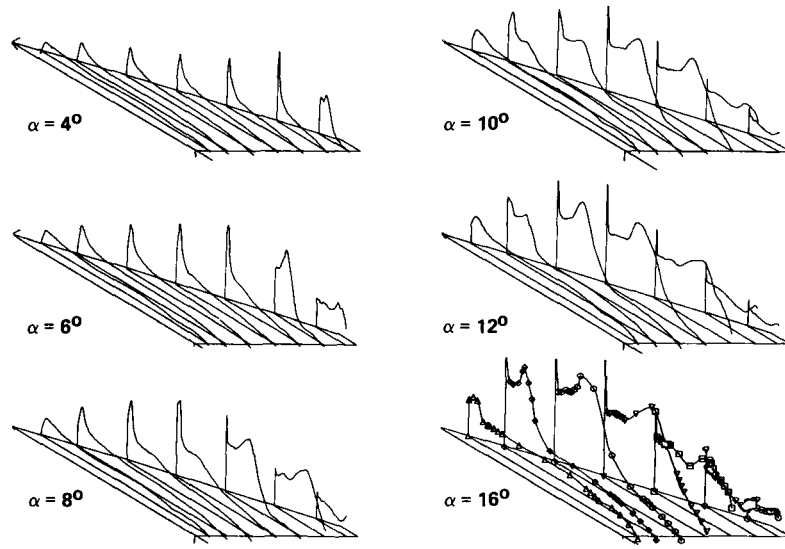 α = 4°
α = 6°
α = 8°
α = 10°
α = 12°
α = 16°